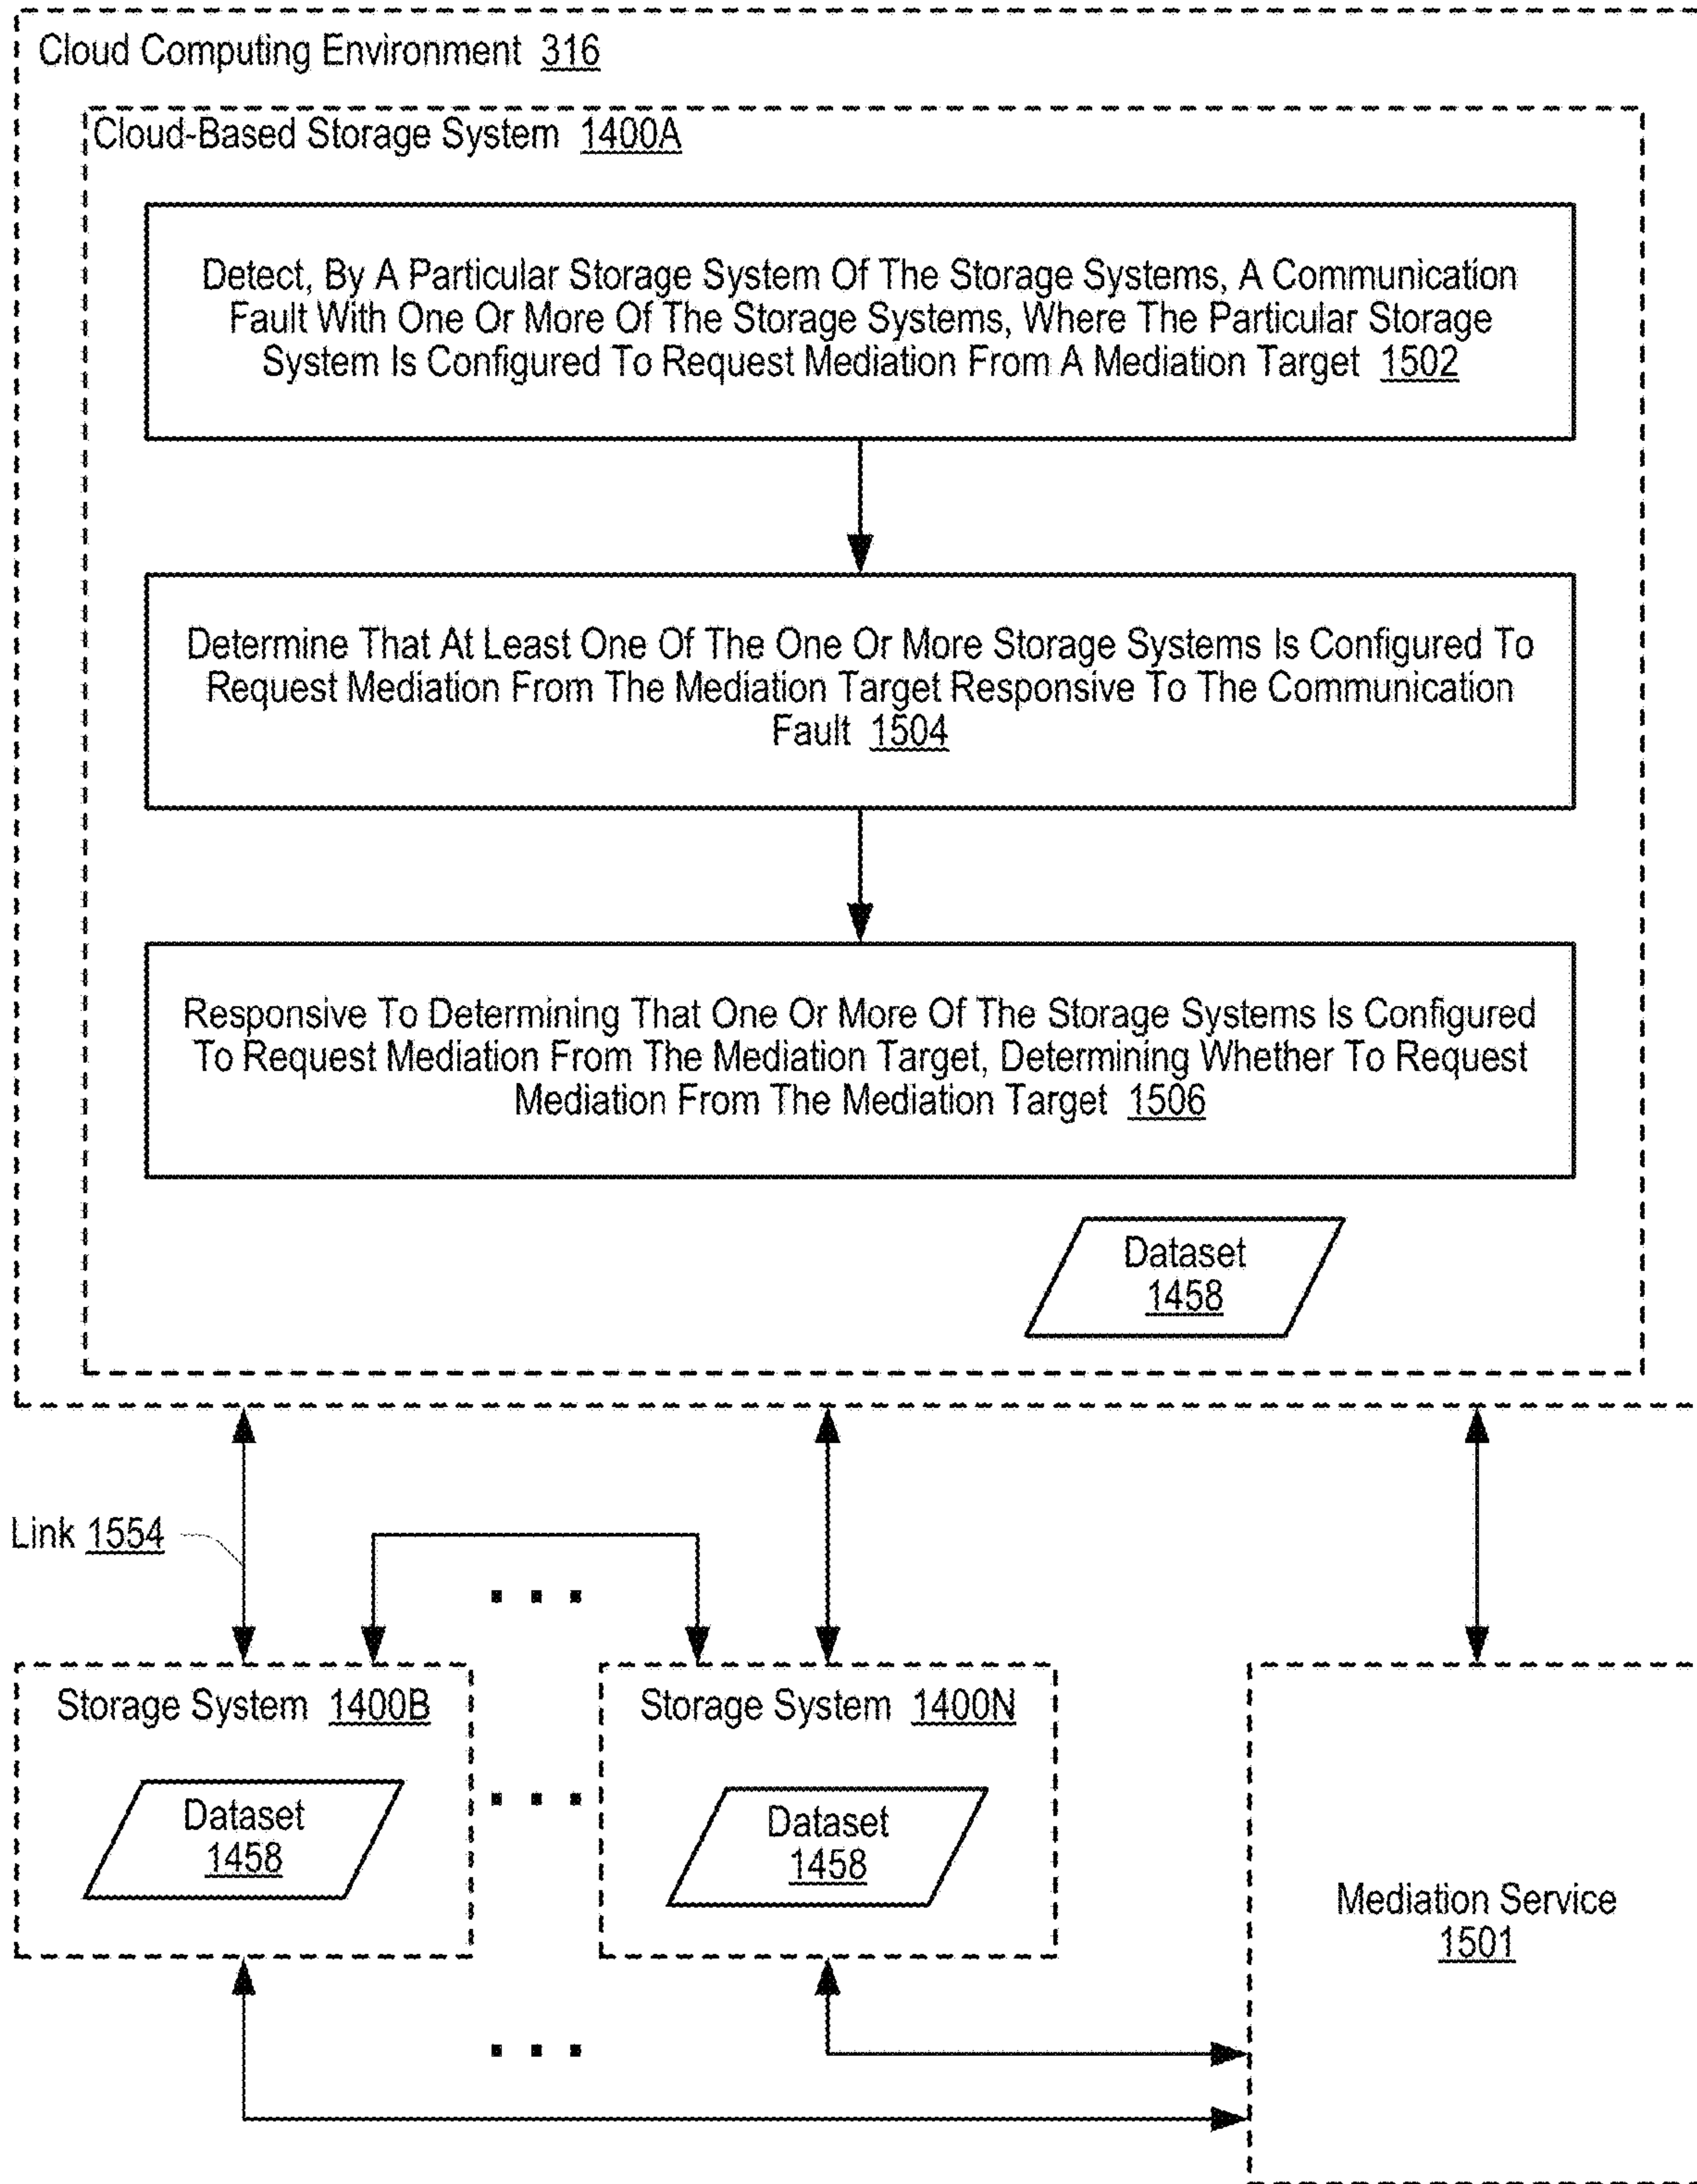 Cloud Computing Environment 316
Cloud-Based Storage System 1400A
Detect, By A Particular Storage System Of The Storage Systems, A Communication
Fault With One Or More Of The Storage Systems, Where The Particular Storage
System Is Configured To Request Mediation From A Mediation Target 1502
Determine That At Least One Of The One Or More Storage Systems Is Configured To
Request Mediation From The Mediation Target Responsive To The Communication
Fault 1504
Responsive To Determining That One Or More Of The Storage Systems Is Configured
To Request Mediation From The Mediation Target, Determining Whether To Request
Mediation From The Mediation Target 1506
Dataset
1458
Link 1554
Storage System 1400B
Dataset
1458
Storage System 1400N
Dataset
1458
Mediation Service
1501